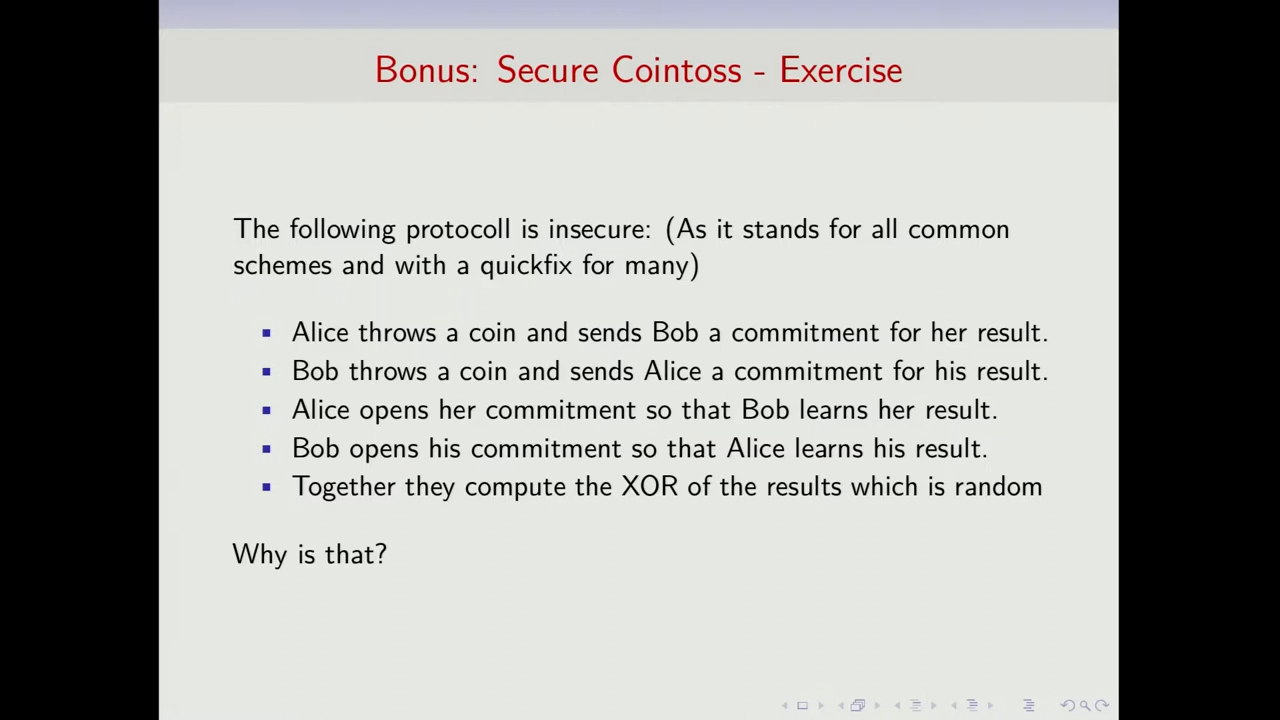 Bonus: Secure Cointoss - Exercise
The following protocoll is insecure: (As it stands for all common
schemes and with a quickfix for many)
Alice throws a coin and sends Bob a commitment for her result.
Bob throws a coin and sends Alice a commitment for his result.
Alice opens her commitment so that Bob learns her result.
Bob opens his commitment so that Alice learns his result.
Together they compute the XOR of the results which is random
Why is that?